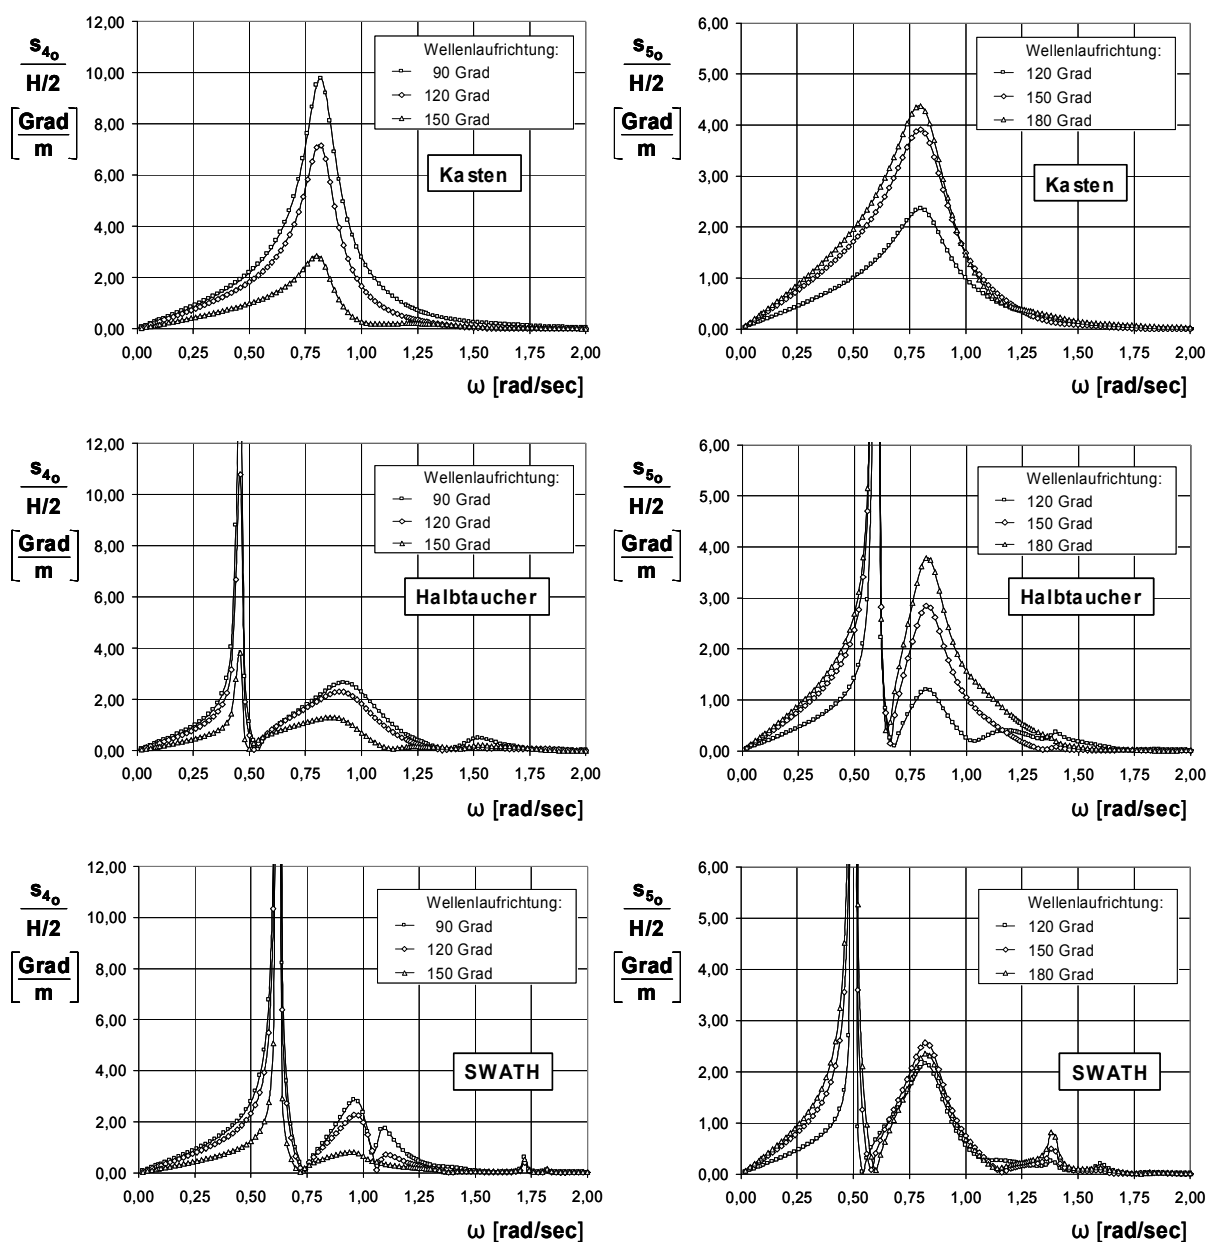 s4o
H/2
[Grad
m]
12,00
10,00
8,00
6,00
4,00
2,00
0,00
Wellenlaufrichtung:
90 Grad
120 Grad
150 Grad
Kasten
0,00 0,25 0,50 0,75 1,00 1,25 1,50 1,75 2,00
ω [rad/sec]
s5o
H/2
[Grad
m]
6,00
5,00
4,00
3,00
2,00
1,00
0,00
Wellenlaufrichtung:
120 Grad
150 Grad
180 Grad
Kasten
0,00 0,25 0,50 0,75 1,00 1,25 1,50 1,75 2,00
ω [rad/sec]
s4o
H/2
[Grad
m]
12,00
10,00
8,00
6,00
4,00
2,00
0,00
Wellenlaufrichtung:
90 Grad
120 Grad
150 Grad
Halbtaucher
0,00 0,25 0,50 0,75 1,00 1,25 1,50 1,75 2,00
ω [rad/sec]
s5o
H/2
[Grad
m]
6,00
5,00
4,00
3,00
2,00
1,00
0,00
Wellenlaufrichtung:
120 Grad
150 Grad
180 Grad
Halbtaucher
0,00 0,25 0,50 0,75 1,00 1,25 1,50 1,75 2,00
ω [rad/sec]
s4o
H/2
[Grad
m]
12,00
10,00
8,00
6,00
4,00
2,00
0,00
Wellenlaufrichtung:
90 Grad
120 Grad
150 Grad
SWATH
0,00 0,25 0,50 0,75 1,00 1,25 1,50 1,75 2,00
ω [rad/sec]
s5o
H/2
[Grad
m]
6,00
5,00
4,00
3,00
2,00
1,00
0,00
Wellenlaufrichtung:
120 Grad
150 Grad
180 Grad
SWATH
0,00 0,25 0,50 0,75 1,00 1,25 1,50 1,75 2,00
ω [rad/sec]